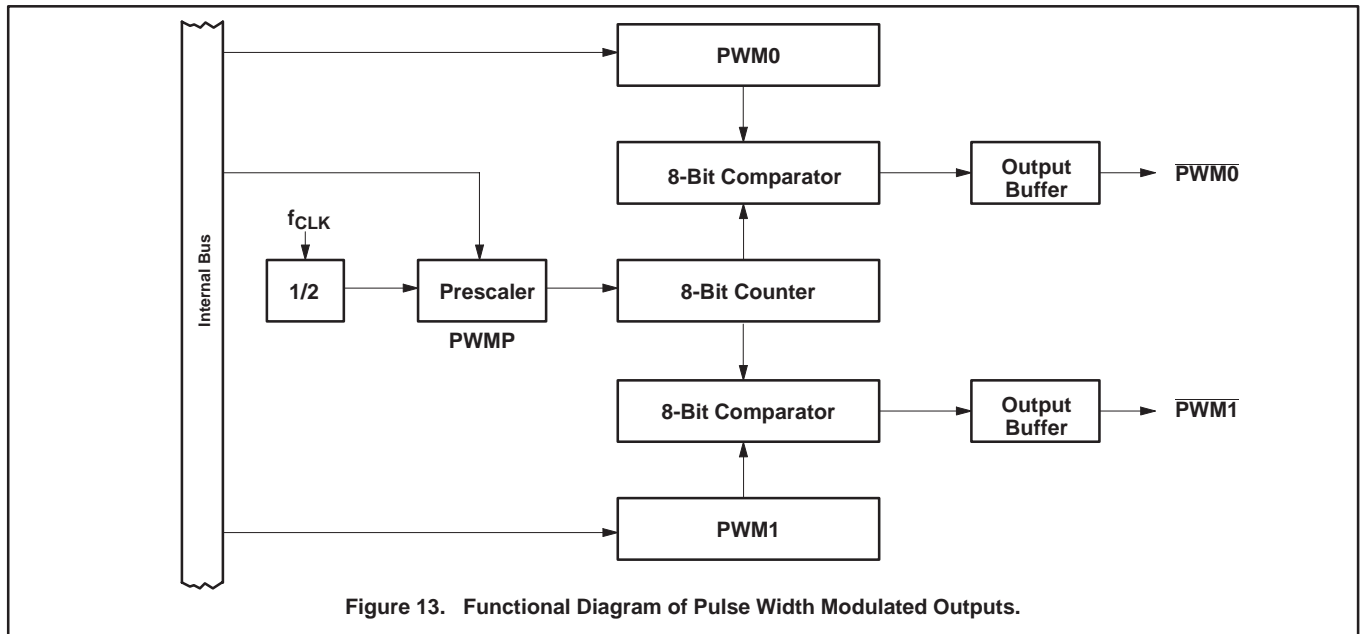 PWM0
8-Bit Comparator
Output
Buffer
PWM0
Internal Bus
fCLK
1/2
Prescaler
PWMP
8-Bit Counter
8-Bit Comparator
Output
Buffer
PWM1
PWM1
Figure 13. Functional Diagram of Pulse Width Modulated Outputs.